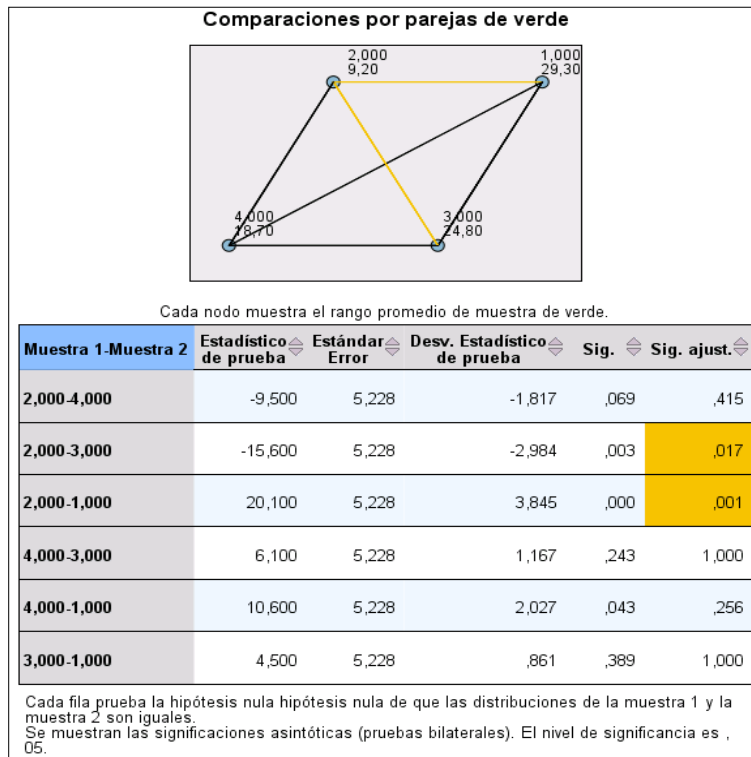 Comparaciones por parejas de verde
2,000
9,20
1,000
29,30
4,000
18,70
3,000
24,80
Cada nodo muestra el rango promedio de muestra de verde.
Muestra 1-Muestra 2 Estadístico de prueba Estándar Error Desv. Estadístico de prueba Sig. Sig. ajust.
2,000-4,000 -9,500 5,228 -1,817 ,069 ,415
2,000-3,000 -15,600 5,228 -2,984 ,003 ,017
2,000-1,000 20,100 5,228 3,845 ,000 ,001
4,000-3,000 6,100 5,228 1,167 ,243 1,000
4,000-1,000 10,600 5,228 2,027 ,043 ,256
3,000-1,000 4,500 5,228 ,861 ,389 1,000
Cada fila prueba la hipótesis nula hipótesis nula de que las distribuciones de la muestra 1 y la
muestra 2 son iguales.
Se muestran las significaciones asintóticas (pruebas bilaterales). El nivel de significancia es ,
05.